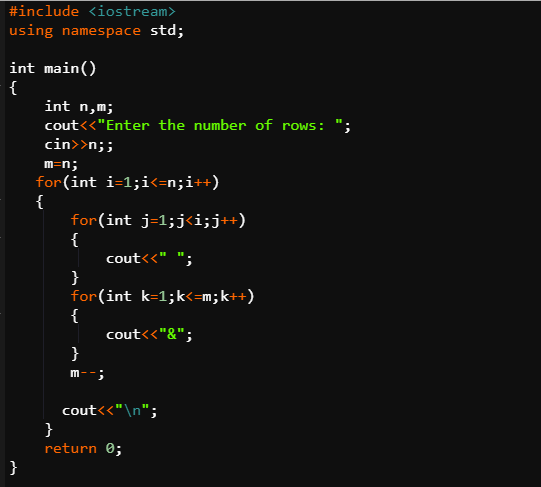 #include <iostream>
using namespace std;
int main()
{
int n,m;
cout<<"Enter the number of rows: ";
cin>>n;;
m=n;
for(int i=1;i<=n;i++)
{
for(int j=1;j<i;j++)
{
cout<<" ";
}
for(int k=1;k<=m;k++)
{
cout<<"&";
}
m--;
cout<<"\n";
}
return 0;
}